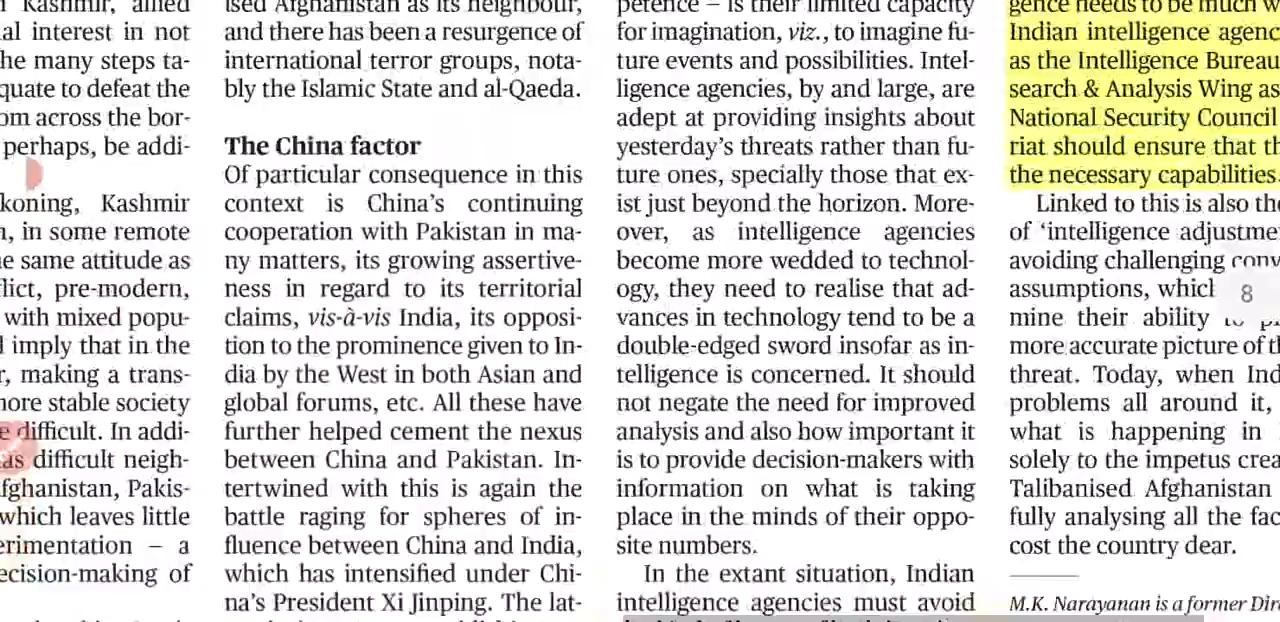 n Kashmir, allied
al interest in not
he many steps ta-
quate to defeat the
om across the bor-
perhaps, be addi-
koning, Kashmir
, in some remote
e same attitude as
flict, pre-modern,
with mixed popu-
d imply that in the
r, making a trans-
more stable society
e difficult. In addi-
as difficult neigh-
fghanistan, Pakis-
which leaves little
erimentation – a
ecision-making of
ised Afghanistan as its neighbour,
and there has been a resurgence of
international terror groups, nota-
bly the Islamic State and al-Qaeda.
The China factor
Of particular consequence in this
context is China's continuing
cooperation with Pakistan in ma-
ny matters, its growing assertive-
ness in regard to its territorial
claims, vis-à-vis India, its opposi-
tion to the prominence given to In-
dia by the West in both Asian and
global forums, etc. All these have
further helped cement the nexus
between China and Pakistan. In-
tertwined with this is again the
battle raging for spheres of in-
fluence between China and India,
which has intensified under Chi-
na's President Xi Jinping. The lat-
petence – is their limited capacity
for imagination, viz., to imagine fu-
ture events and possibilities. Intel-
ligence agencies, by and large, are
adept at providing insights about
yesterday's threats rather than fu-
ture ones, specially those that ex-
ist just beyond the horizon. More-
over, as intelligence agencies
become more wedded to technol-
ogy, they need to realise that ad-
vances in technology tend to be a
double-edged sword insofar as in-
telligence is concerned. It should
not negate the need for improved
analysis and also how important it
is to provide decision-makers with
information on what is taking
place in the minds of their oppo-
site numbers.
In the extant situation, Indian
intelligence agencies must avoid
gence needs to be much w
Indian intelligence agenc
as the Intelligence Bureau
search & Analysis Wing as
National Security Council
riat should ensure that th
the necessary capabilities.
Linked to this is also the
of 'intelligence adjustme
avoiding challenging conv
assumptions, whicl
8
mine their ability to p
more accurate picture of th
threat. Today, when Ind
problems all around it,
what is happening in
solely to the impetus crea
Talibanised Afghanistan
fully analysing all the fac
cost the country dear.
M.K. Narayanan is a former Dire